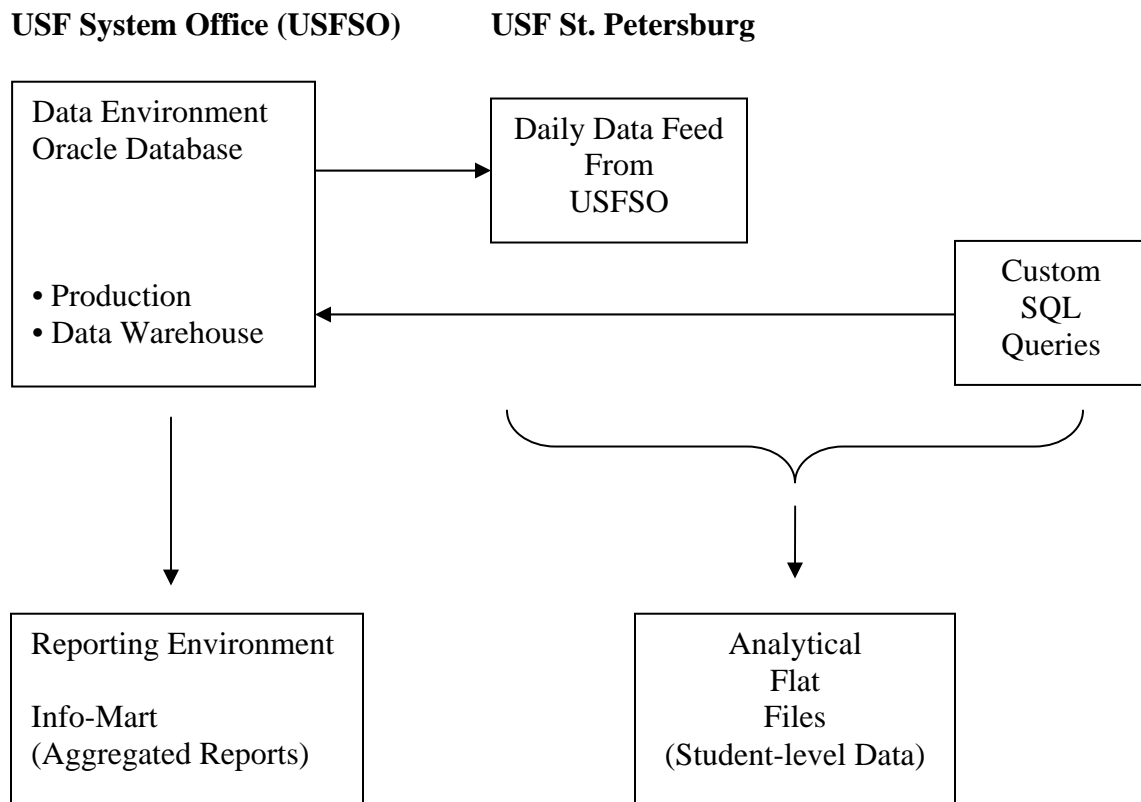 USF System Office (USFSO)
USF St. Petersburg
Data Environment
Oracle Database
• Production
• Data Warehouse
Daily Data Feed
From
USFSO
Custom
SQL
Queries
Reporting Environment
Info-Mart
(Aggregated Reports)
Analytical
Flat
Files
(Student-level Data)